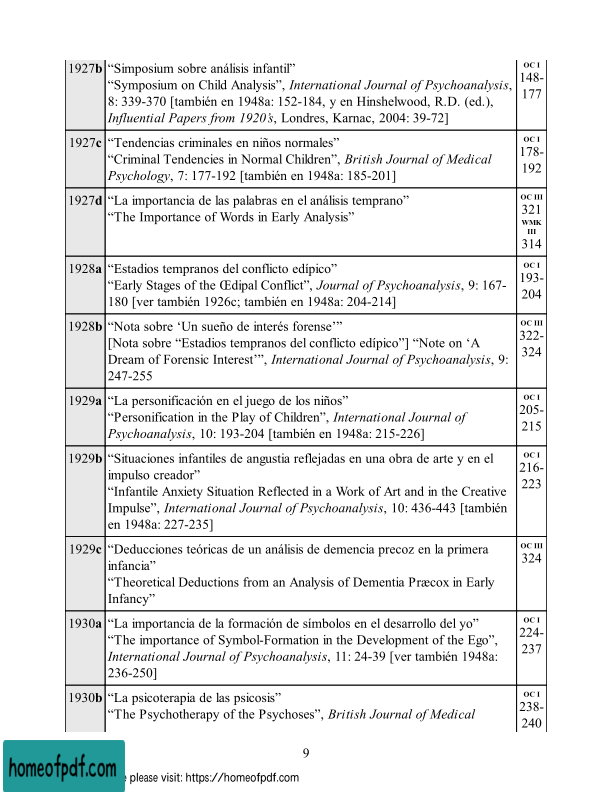 1927b “Simposium sobre análisis infantil”
“Symposium on Child Analysis”, International Journal of Psychoanalysis,
8: 339-370 [también en 1948a: 152-184, y en Hinshelwood, R.D. (ed.),
Influential Papers from 1920’s, Londres, Karnac, 2004: 39-72]
OC I
148-
177
1927c “Tendencias criminales en niños normales”
“Criminal Tendencies in Normal Children”, British Journal of Medical
Psychology, 7: 177-192 [también en 1948a: 185-201]
OC I
178-
192
1927d “La importancia de las palabras en el análisis temprano”
“The Importance of Words in Early Analysis”
OC III
321
WMK
III
314
1928a “Estadios tempranos del conflicto edípico”
“Early Stages of the Œdipal Conflict”, Journal of Psychoanalysis, 9: 167-
180 [ver también 1926c; también en 1948a: 204-214]
OC I
193-
204
1928b “Nota sobre ‘Un sueño de interés forense’”
[Nota sobre “Estadios tempranos del conflicto edípico”] “Note on ‘A
Dream of Forensic Interest’”, International Journal of Psychoanalysis, 9:
247-255
OC III
322-
324
1929a “La personificación en el juego de los niños”
“Personification in the Play of Children”, International Journal of
Psychoanalysis, 10: 193-204 [también en 1948a: 215-226]
OC I
205-
215
1929b “Situaciones infantiles de angustia reflejadas en una obra de arte y en el
impulso creador”
“Infantile Anxiety Situation Reflected in a Work of Art and in the Creative
Impulse”, International Journal of Psychoanalysis, 10: 436-443 [también
en 1948a: 227-235]
OC I
216-
223
1929c “Deducciones teóricas de un análisis de demencia precoz en la primera
infancia”
“Theoretical Deductions from an Analysis of Dementia Præcox in Early
Infancy”
OC III
324
1930a “La importancia de la formación de símbolos en el desarrollo del yo”
“The importance of Symbol-Formation in the Development of the Ego”,
International Journal of Psychoanalysis, 11: 24-39 [ver también 1948a:
236-250]
OC I
224-
237
1930b “La psicoterapia de las psicosis”
“The Psychotherapy of the Psychoses”, British Journal of Medical
OC I
238-
240
9
homeofpdf.com
please visit: https://homeofpdf.com